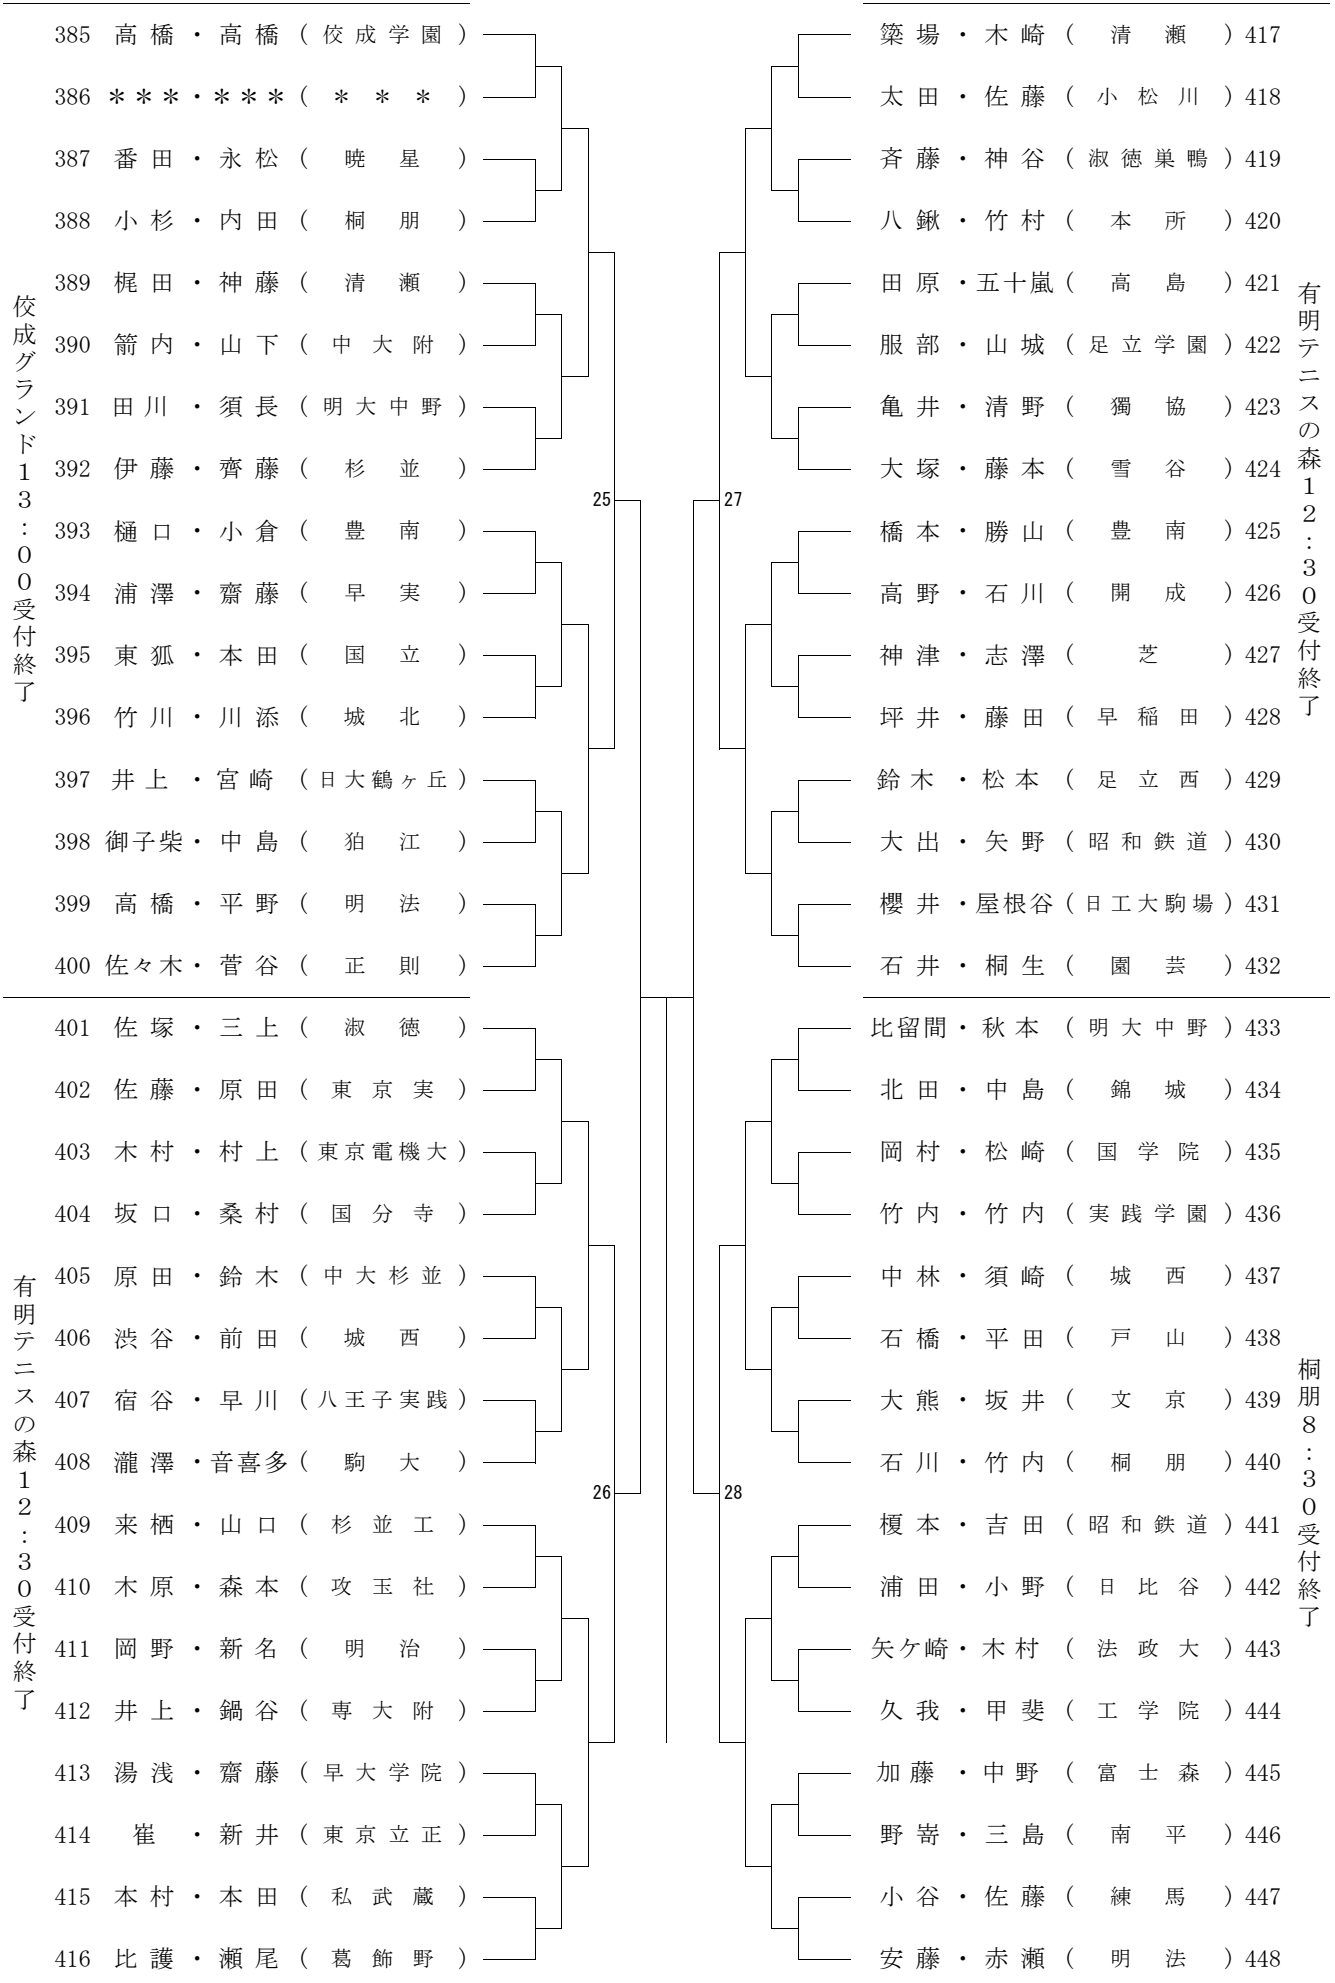 佼成グランド１３：００受付終了
385 高橋・高橋（佼成学園）
386 ＊＊＊・＊＊＊（＊＊＊）
387 番田・永松（暁星）
388 小杉・内田（桐朋）
389 梶田・神藤（清瀬）
390 箭内・山下（中大附）
391 田川・須長（明大中野）
392 伊藤・齊藤（杉並）
393 樋口・小倉（豊南）
394 浦澤・齋藤（早実）
395 東狐・本田（国立）
396 竹川・川添（城北）
397 井上・宮崎（日大鶴ヶ丘）
398 御子柴・中島（狛江）
399 高橋・平野（明法）
400 佐々木・菅谷（正則）
25
有明テニスの森１２：３０受付終了
401 佐塚・三上（淑徳）
402 佐藤・原田（東京実）
403 木村・村上（東京電機大）
404 坂口・桑村（国分寺）
405 原田・鈴木（中大杉並）
406 渋谷・前田（城西）
407 宿谷・早川（八王子実践）
408 瀧澤・音喜多（駒大）
409 来栖・山口（杉並工）
410 木原・森本（攻玉社）
411 岡野・新名（明治）
412 井上・鍋谷（専大附）
413 湯浅・齋藤（早大学院）
414 崔・新井（東京立正）
415 本村・本田（私武蔵）
416 比護・瀬尾（葛飾野）
26
築場・木崎（清瀬）417
太田・佐藤（小松川）418
斉藤・神谷（淑徳巣鴨）419
八鍬・竹村（本所）420
田原・五十嵐（高島）421
服部・山城（足立学園）422
亀井・清野（獨協）423
大塚・藤本（雪谷）424
橋本・勝山（豊南）425
高野・石川（開成）426
神津・志澤（芝）427
坪井・藤田（早稲田）428
鈴木・松本（足立西）429
大出・矢野（昭和鉄道）430
櫻井・屋根谷（日工大駒場）431
石井・桐生（園芸）432
27
有明テニスの森１２：３０受付終了
比留間・秋本（明大中野）433
北田・中島（錦城）434
岡村・松崎（国学院）435
竹内・竹内（実践学園）436
中林・須崎（城西）437
石橋・平田（戸山）438
大熊・坂井（文京）439
石川・竹内（桐朋）440
榎本・吉田（昭和鉄道）441
浦田・小野（日比谷）442
矢ケ崎・木村（法政大）443
久我・甲斐（工学院）444
加藤・中野（富士森）445
野嵜・三島（南平）446
小谷・佐藤（練馬）447
安藤・赤瀬（明法）448
28
桐朋８：３０受付終了